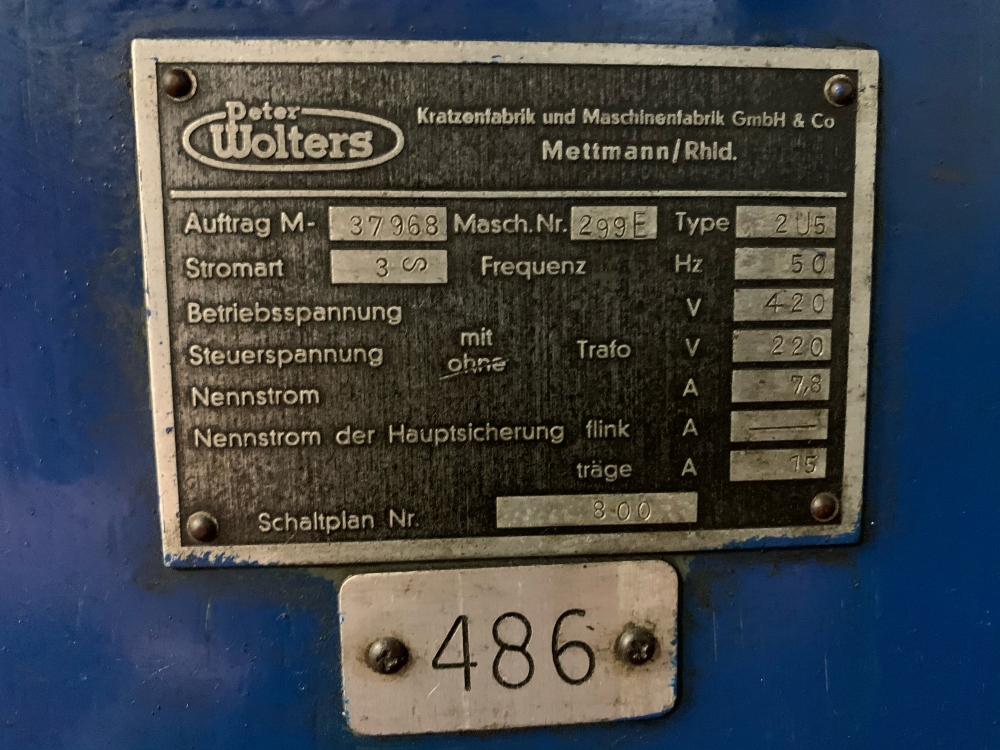 Peter Wolters
Kratzenfabrik und Maschinenfabrik GmbH & Co
Mettmann/Rhld.
Auftrag M- 37968 Masch.Nr. 299E Type 2U5
Stromart 3 ∽ Frequenz Hz 50
Betriebsspannung V 420
Steuerspannung mit ohne Trafo V 220
Nennstrom A 7,8
Nennstrom der Hauptsicherung flink A —
träge A 15
Schaltplan Nr. 800
486